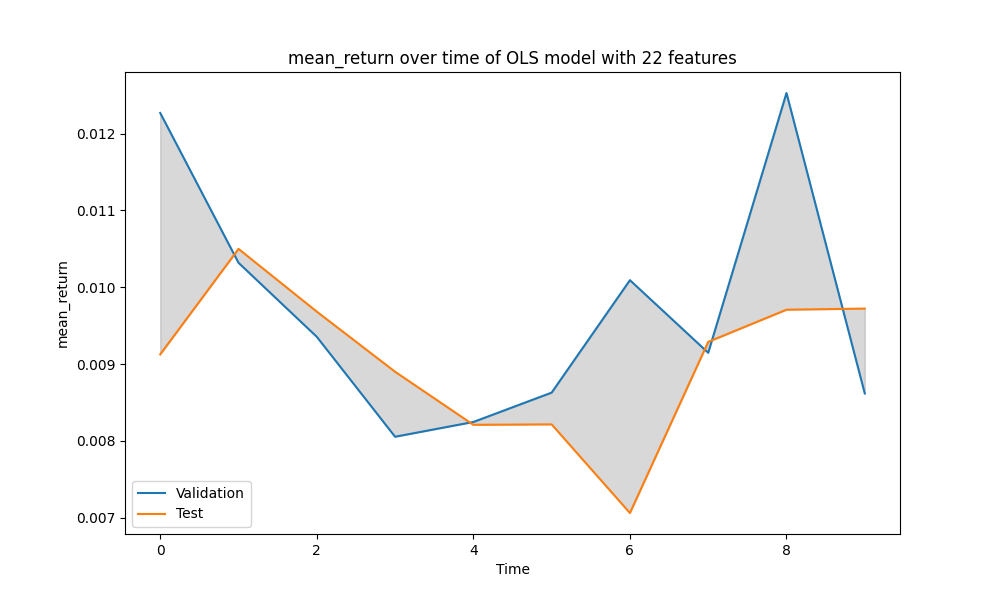 mean_return over time of OLS model with 22 features
0.012
0.011
0.010
0.009
0.008
0.007
mean_return
Validation
Test
0 2 4 6 8
Time